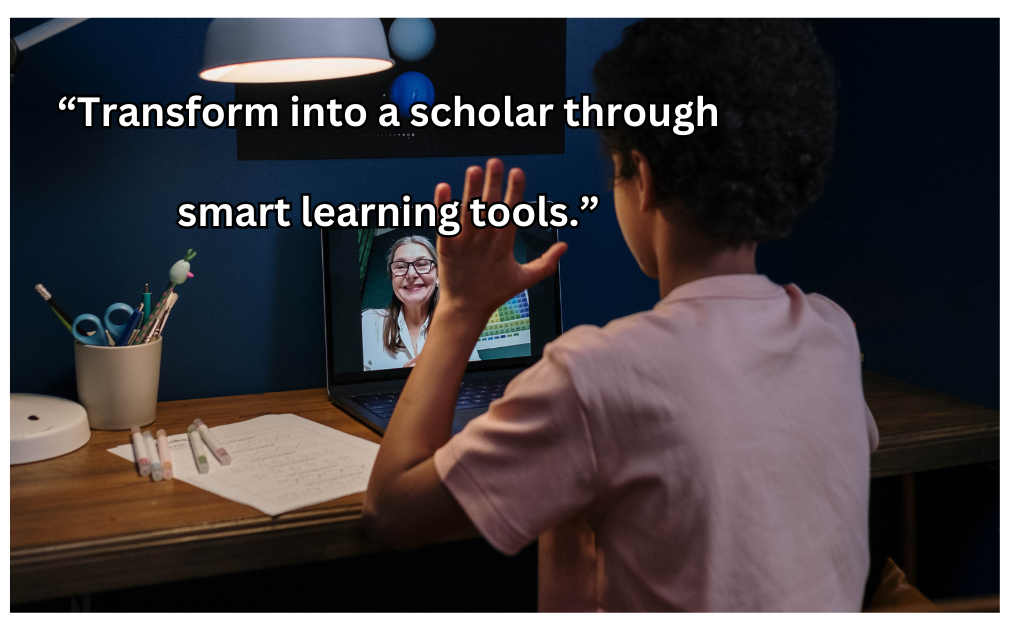 “Transform into a scholar through
smart learning tools.”